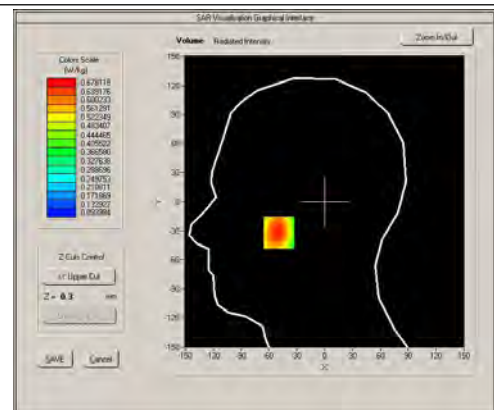 SAR Visualisation Graphical Interface
Volume Radiated Intensity
Zoom In/Out
Colors Scale
(W/kg)
0.678118
0.639176
0.600233
0.561291
0.522349
0.483407
0.444465
0.405522
0.366580
0.327638
0.288696
0.249753
0.210811
0.171869
0.132927
0.093984
150
120
90
60
30
0
-30
-60
-90
-120
-150
Y
-150 -120 -90 -60 -30 0 30 60 90 120 150
X
Z Cuts Control
Upper Cut
Z = 0.3 mm
SAVE
Cancel